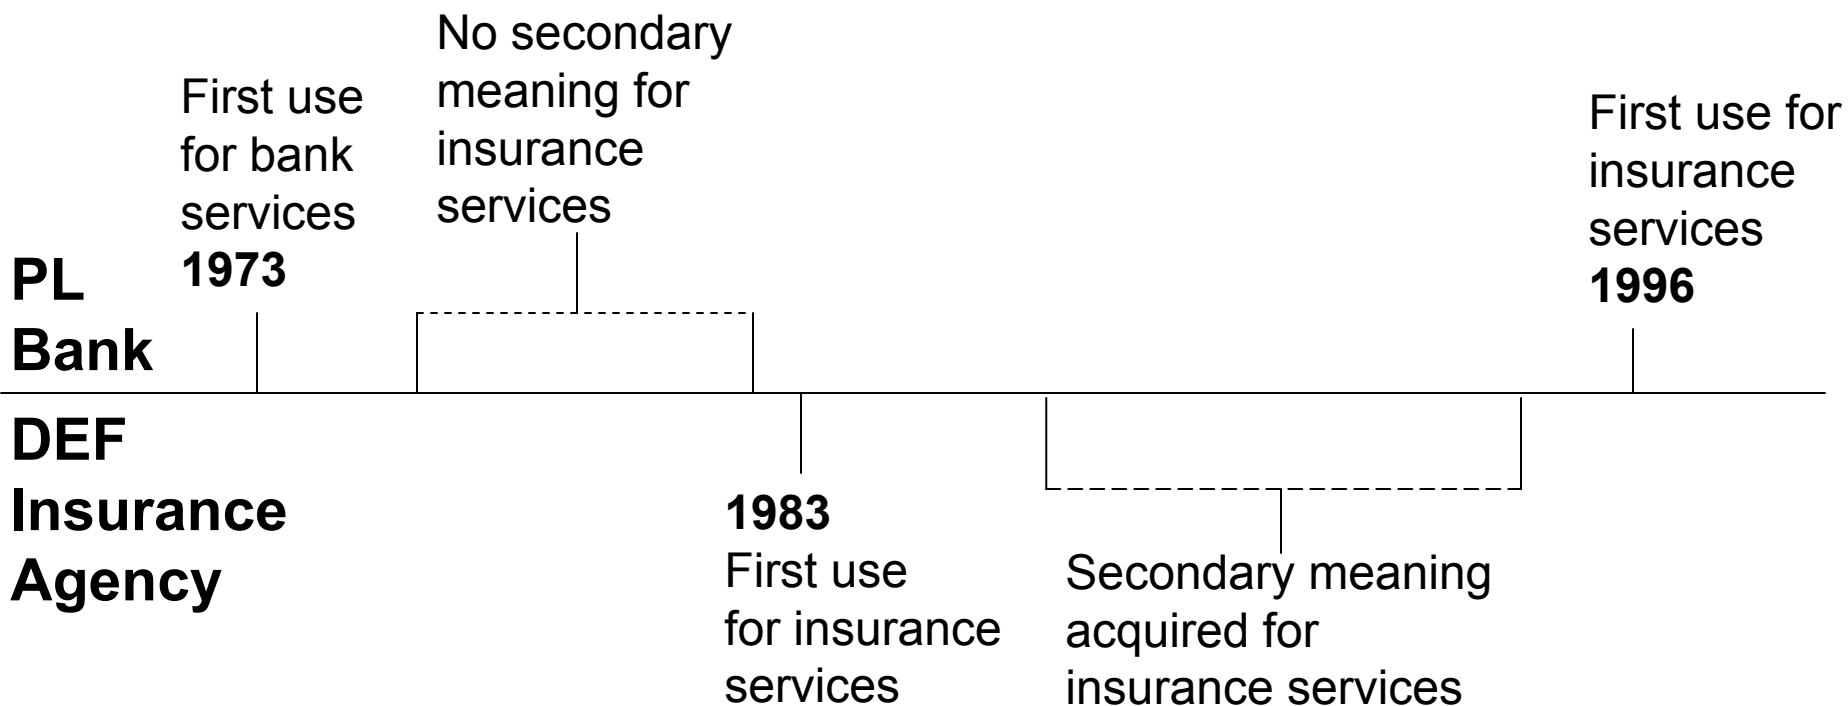 No secondary
meaning for
insurance
services
First use
for bank
services
1973
First use for
insurance
services
1996
PL
Bank
DEF
Insurance
Agency
1983
First use
for insurance
services
Secondary meaning
acquired for
insurance services